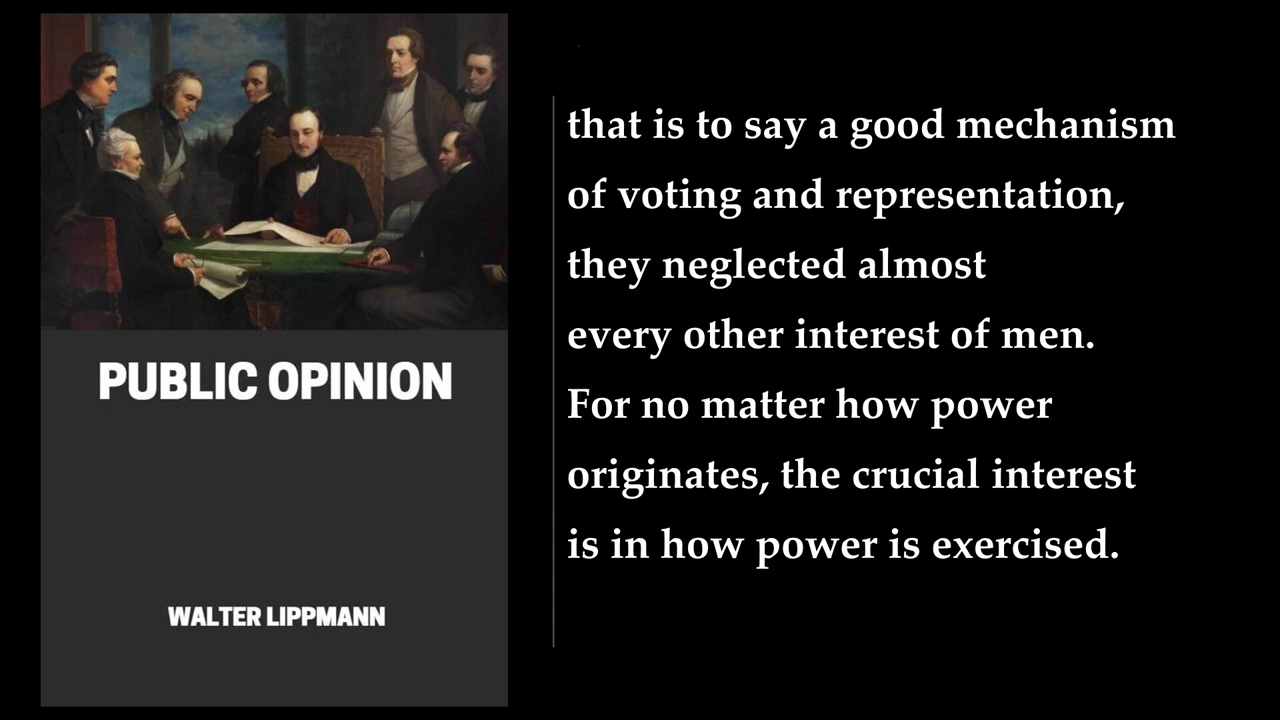 PUBLIC OPINION
WALTER LIPPMANN
that is to say a good mechanism
of voting and representation,
they neglected almost
every other interest of men.
For no matter how power
originates, the crucial interest
is in how power is exercised.